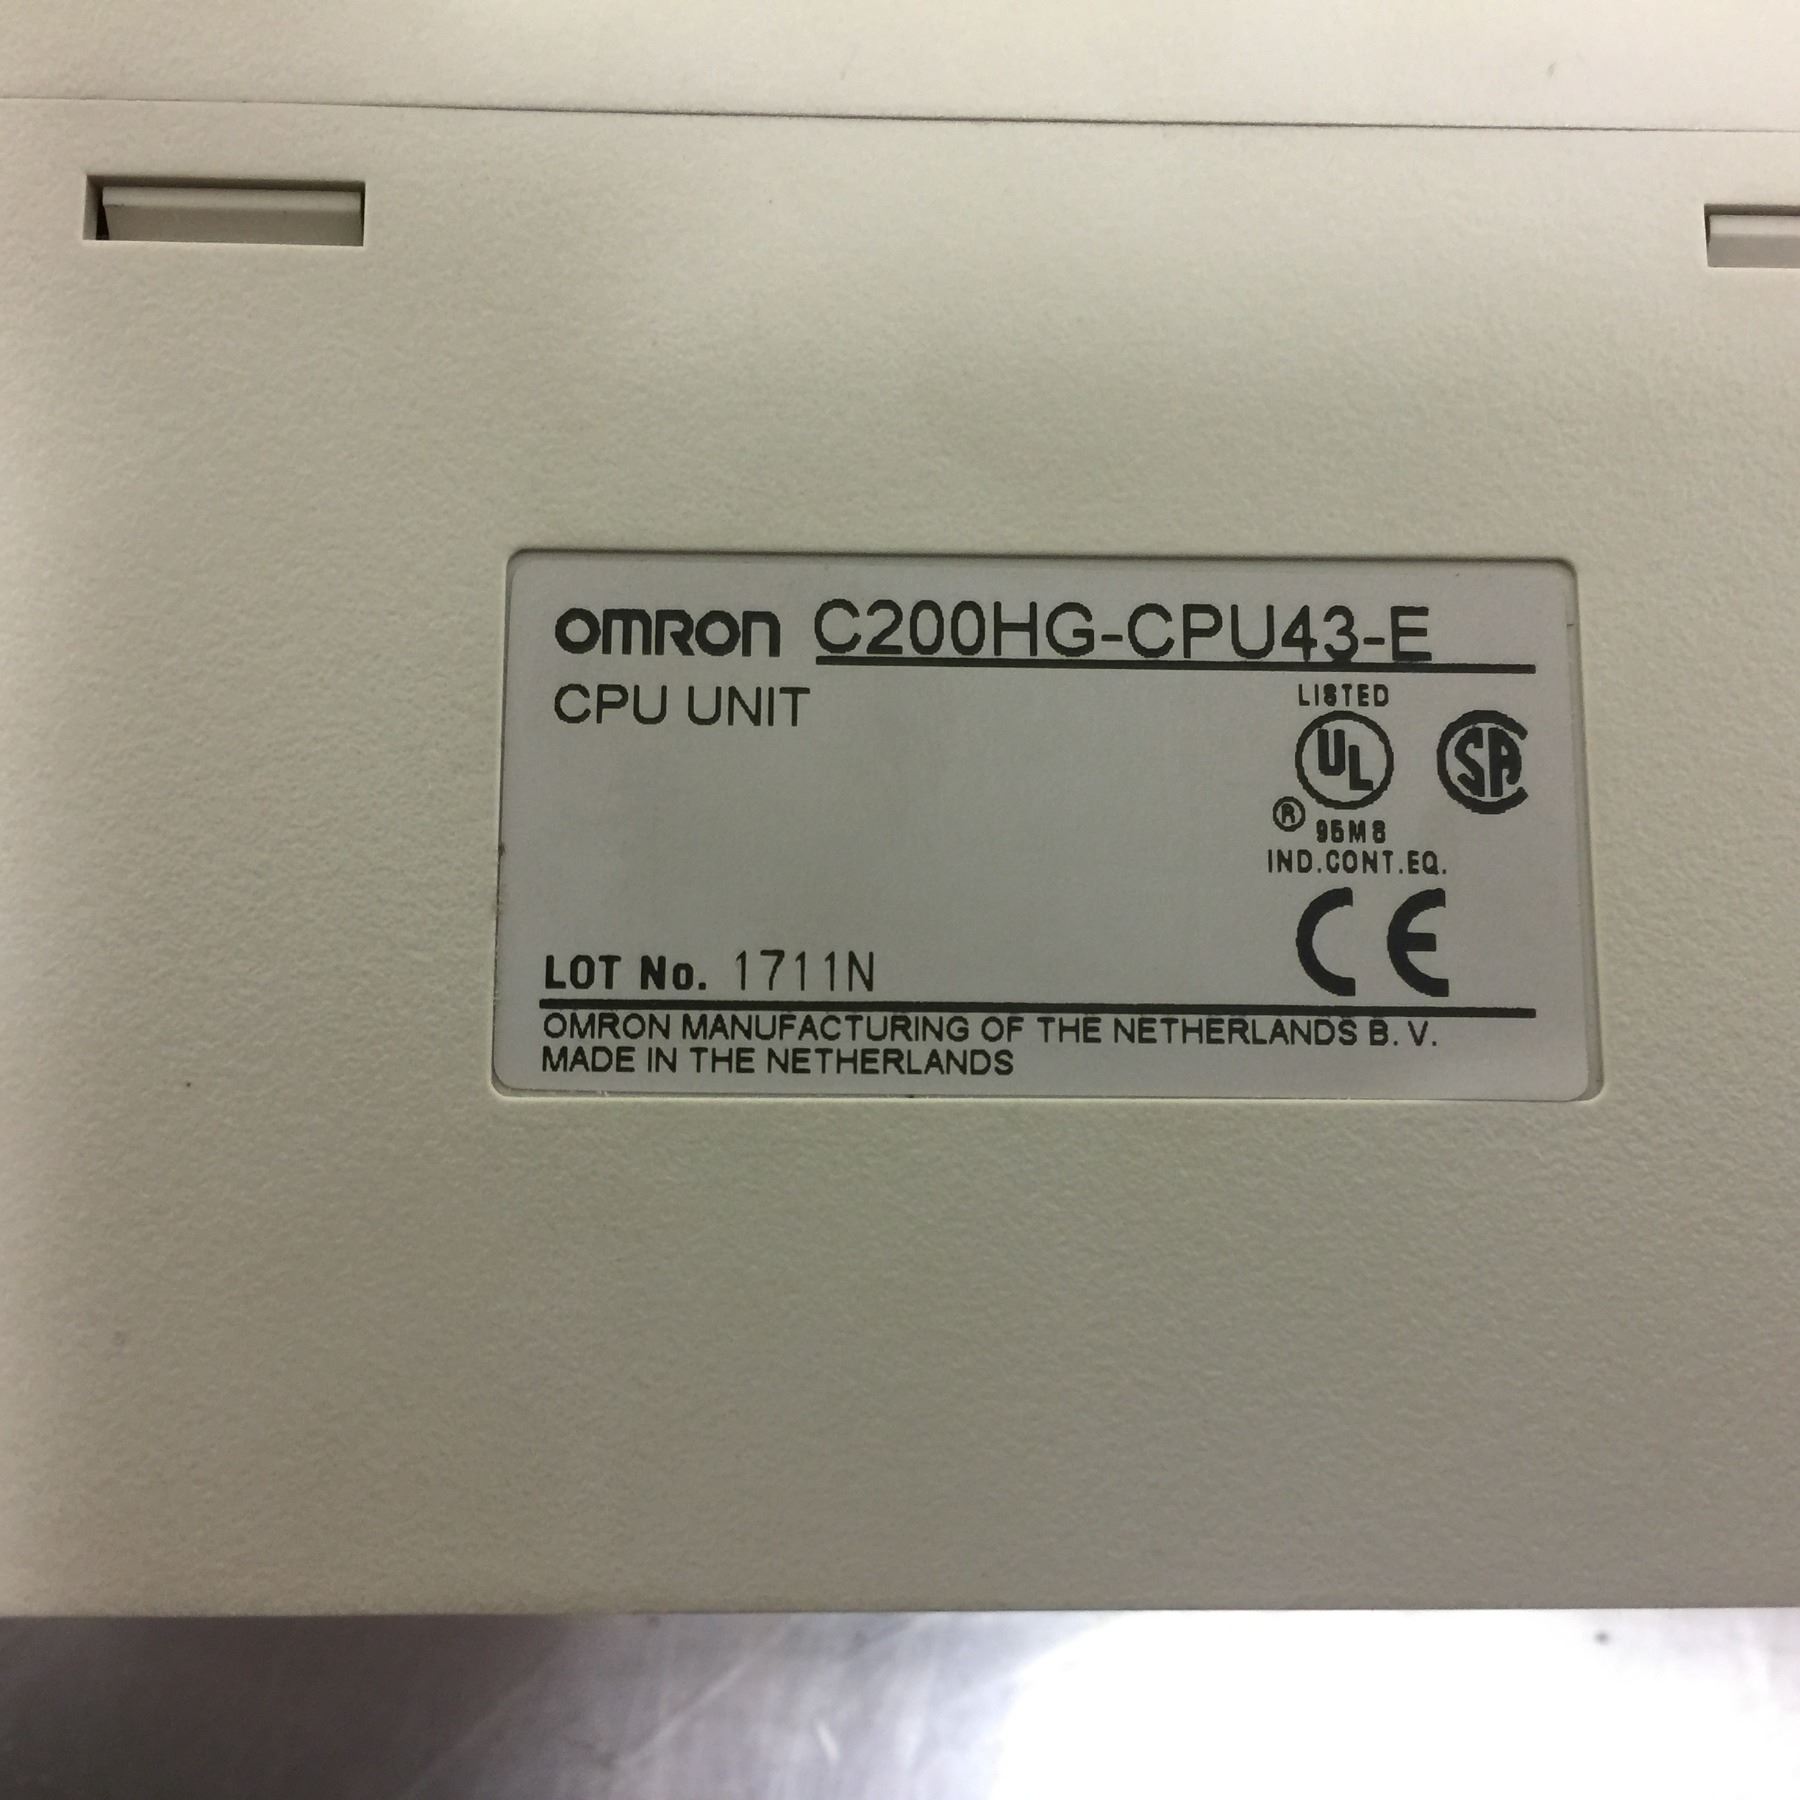 OMRON C200HG-CPU43-E
CPU UNIT
LISTED
UL
SA
® 95M8
IND.CONT.EQ.
CE
LOT No. 1711N
OMRON MANUFACTURING OF THE NETHERLANDS B. V.
MADE IN THE NETHERLANDS